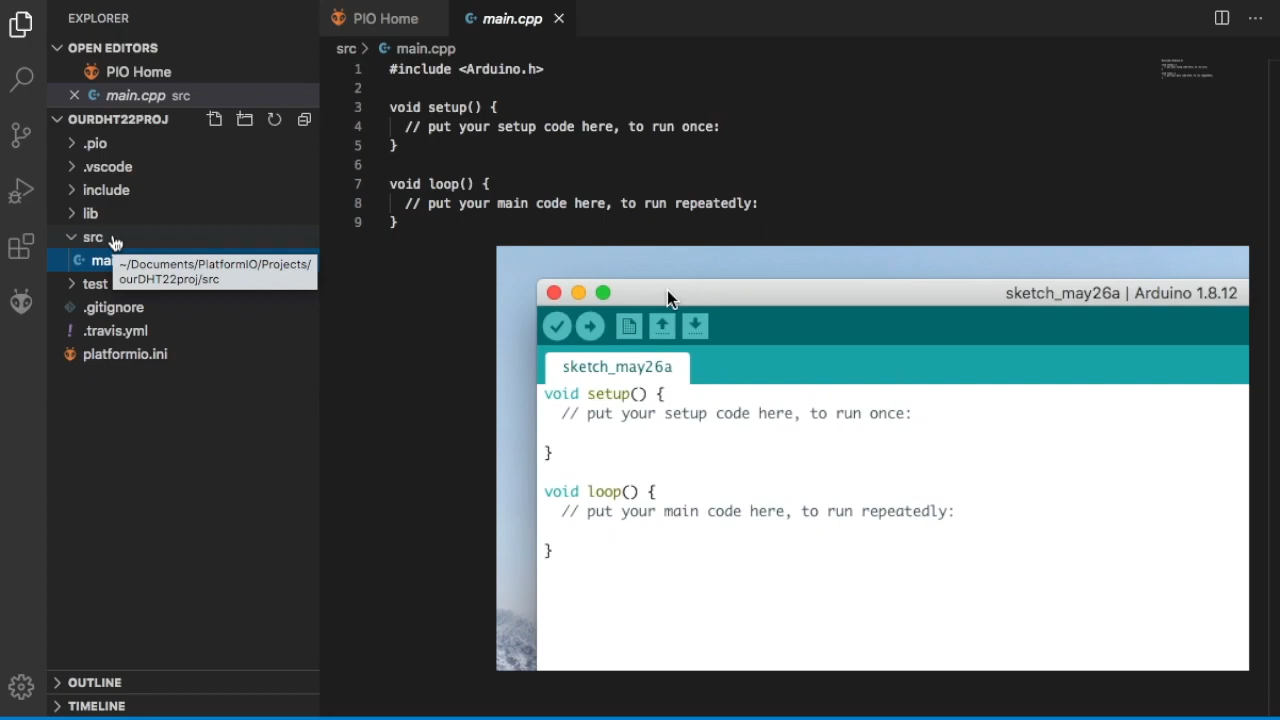 EXPLORER
OPEN EDITORS
PIO Home
main.cpp src
OURDHT22PROJ
.pio
.vscode
include
lib
src
mai
~/Documents/PlatformIO/Projects/
ourDHT22proj/src
test
.gitignore
! .travis.yml
platformio.ini
OUTLINE
TIMELINE
PIO Home
main.cpp
src > main.cpp
1 #include <Arduino.h>
2
3 void setup() {
4 // put your setup code here, to run once:
5 }
6
7 void loop() {
8 // put your main code here, to run repeatedly:
9 }
sketch_may26a | Arduino 1.8.12
sketch_may26a
void setup() {
// put your setup code here, to run once:
}
void loop() {
// put your main code here, to run repeatedly:
}